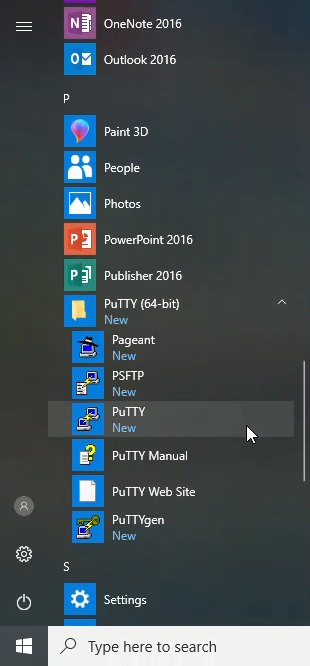 OneNote 2016
Outlook 2016
P
Paint 3D
People
Photos
PowerPoint 2016
Publisher 2016
PuTTY (64-bit)
New
Pageant
New
PSFTP
New
PuTTY
New
PuTTY Manual
PuTTY Web Site
PuTTYgen
New
S
Settings
Type here to search